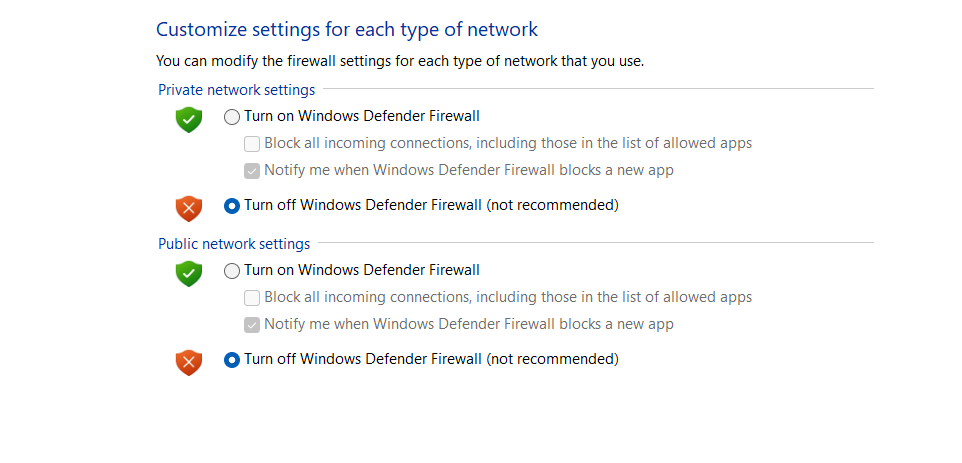 Customize settings for each type of network
You can modify the firewall settings for each type of network that you use.
Private network settings
Turn on Windows Defender Firewall
Block all incoming connections, including those in the list of allowed apps
Notify me when Windows Defender Firewall blocks a new app
Turn off Windows Defender Firewall (not recommended)
Public network settings
Turn on Windows Defender Firewall
Block all incoming connections, including those in the list of allowed apps
Notify me when Windows Defender Firewall blocks a new app
Turn off Windows Defender Firewall (not recommended)